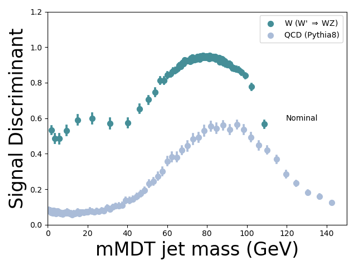 1.2
1.0
0.8
0.6
0.4
0.2
0.0
0 20 40 60 80 100 120 140
Signal Discriminant
mMDT jet mass (GeV)
W (W' ⇒ WZ)
QCD (Pythia8)
Nominal